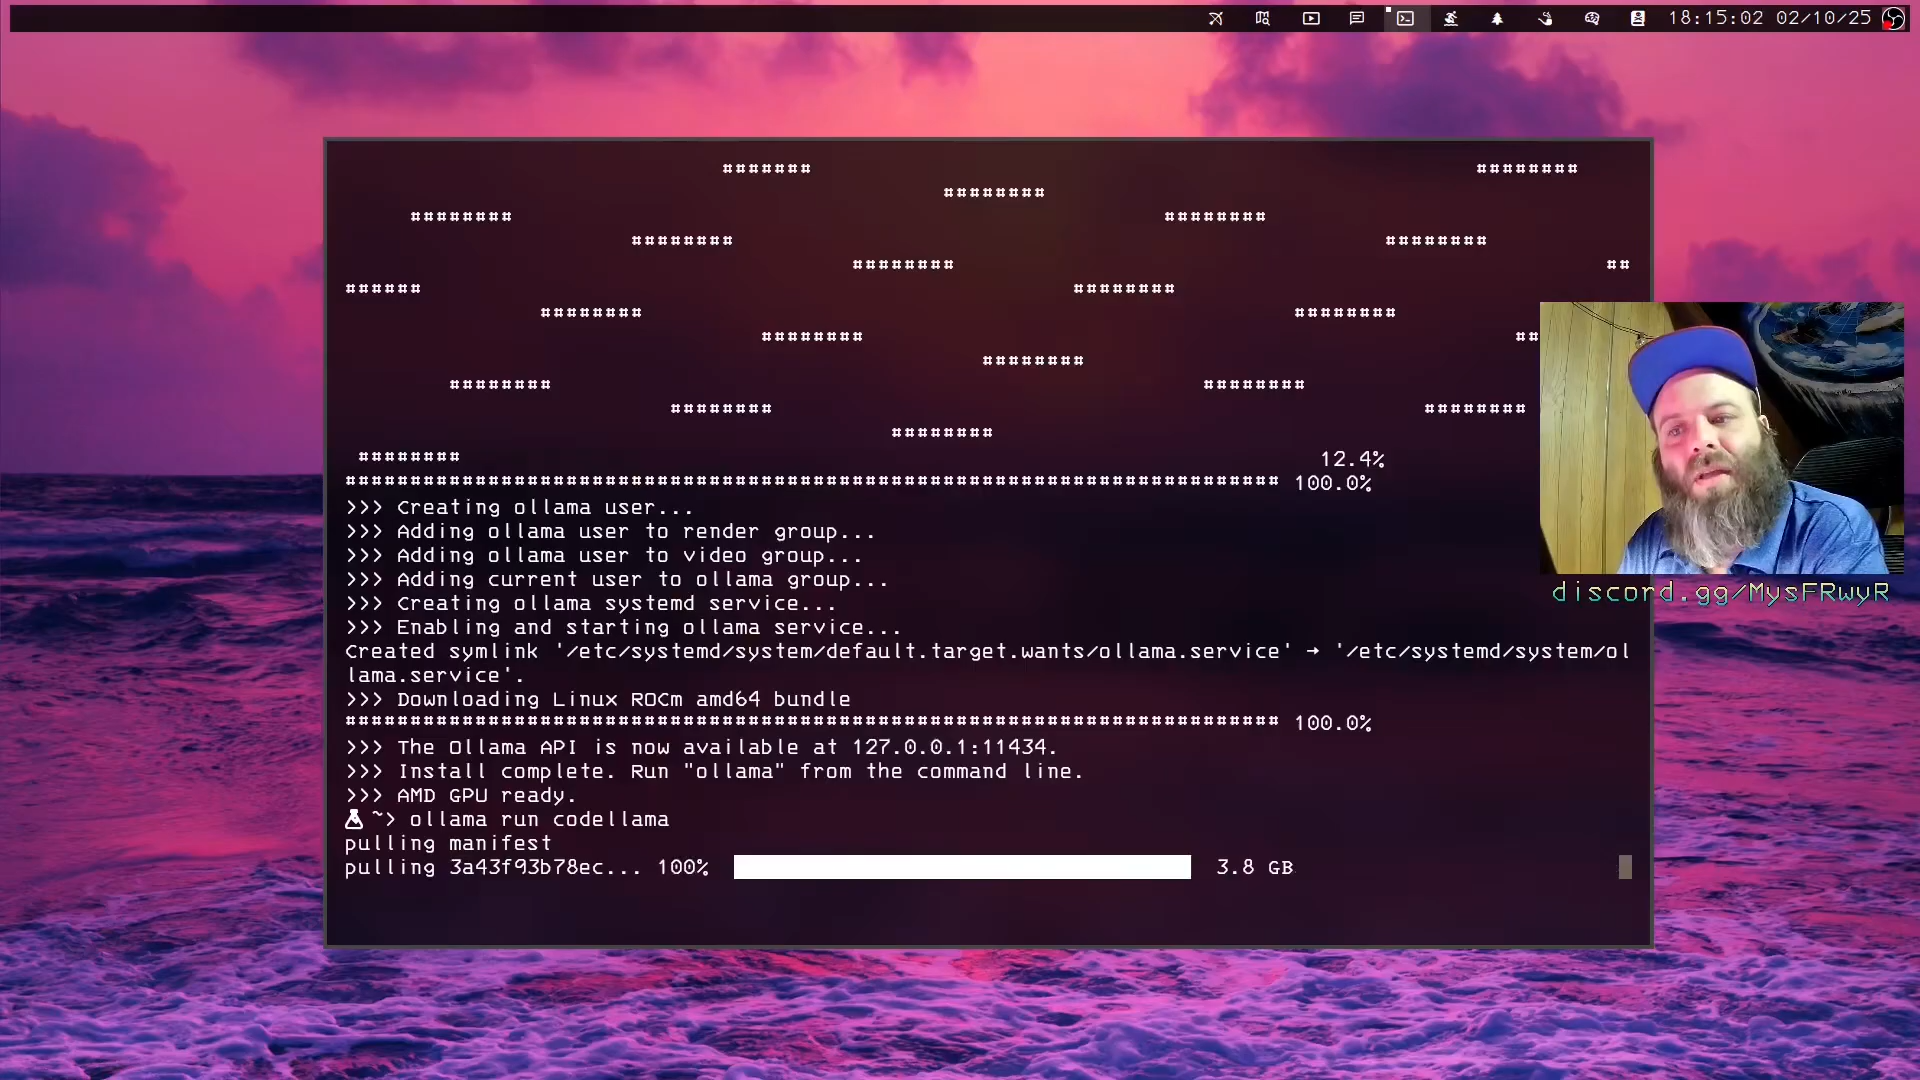 18:15:02 02/10/25
####### ########
########
######## ########
######## ########
######## ##
###### ########
######## ########
######## ##
########
######## ########
######## ########
########
######## 12.4%
######################################################################## 100.0%
>>> Creating ollama user...
>>> Adding ollama user to render group...
>>> Adding ollama user to video group...
>>> Adding current user to ollama group...
>>> Creating ollama systemd service...
>>> Enabling and starting ollama service...
Created symlink '/etc/systemd/system/default.target.wants/ollama.service' → '/etc/systemd/system/ol
lama.service'.
>>> Downloading Linux ROCm amd64 bundle
######################################################################## 100.0%
>>> The Ollama API is now available at 127.0.0.1:11434.
>>> Install complete. Run "ollama" from the command line.
>>> AMD GPU ready.
~> ollama run codellama
pulling manifest
pulling 3a43f93b78ec... 100% 3.8 GB
discord.gg/MysFRwyR